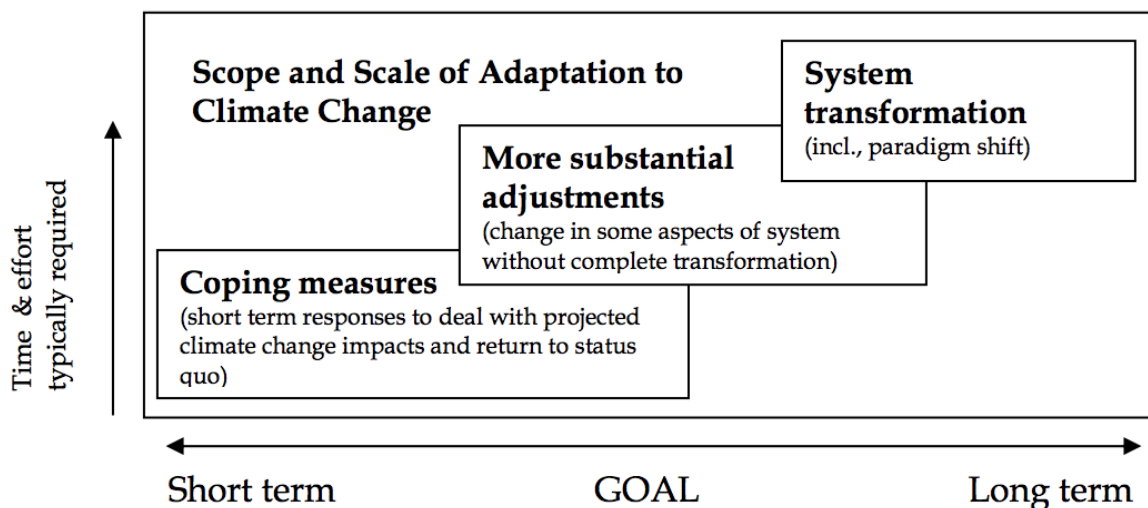 Scope and Scale of Adaptation to
Climate Change
System
transformation
(incl., paradigm shift)
More substantial
adjustments
(change in some aspects of system
without complete transformation)
Coping measures
(short term responses to deal with projected
climate change impacts and return to status
quo)
Time & effort
typically required
Short term
GOAL
Long term